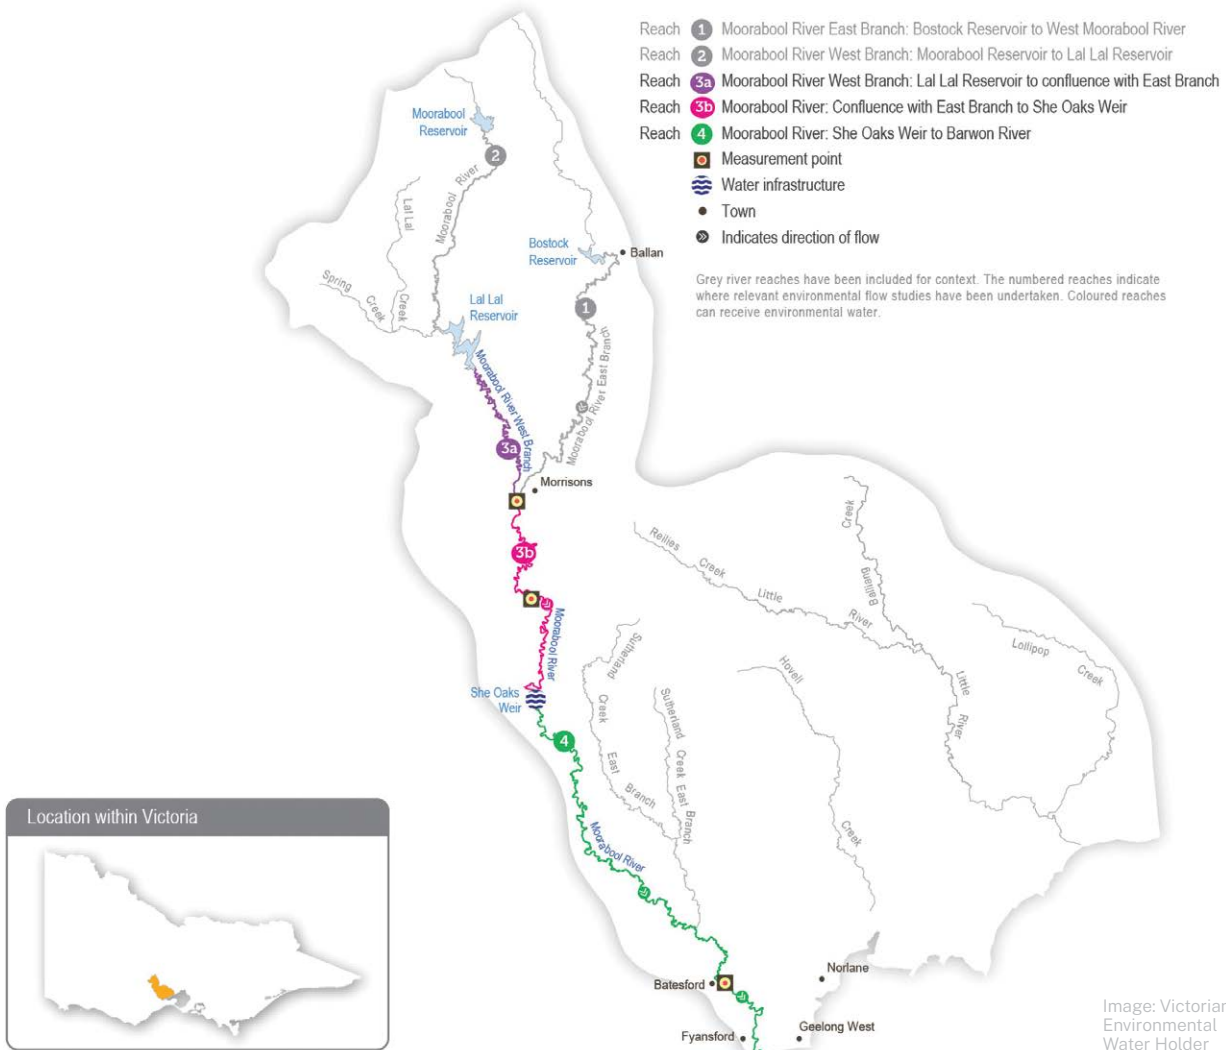 Reach 1 Moorabool River East Branch: Bostock Reservoir to West Moorabool River
Reach 2 Moorabool River West Branch: Moorabool Reservoir to Lal Lal Reservoir
Reach 3a Moorabool River West Branch: Lal Lal Reservoir to confluence with East Branch
Reach 3b Moorabool River: Confluence with East Branch to She Oaks Weir
Reach 4 Moorabool River: She Oaks Weir to Barwon River
Measurement point
Water infrastructure
Town
Indicates direction of flow
Grey river reaches have been included for context. The numbered reaches indicate
where relevant environmental flow studies have been undertaken. Coloured reaches
can receive environmental water.
Moorabool
Reservoir
2
Moorabool River
Lal Lal Creek
Spring Creek
Bostock
Reservoir
Ballan
Lal Lal
Reservoir
1
Moorabool River East Branch
Moorabool River West Branch
3a
Morrisons
3b
Moorabool River
She Oaks
Weir
4
Reilies Creek
Little River
Balliang Creek
Lollipop Creek
Little River
Hovell Creek
Sutherland Creek East Branch
Sutherland Creek East Branch
Moorabool River
Batesford
Norlane
Fyansford
Geelong West
Location within Victoria
Image: Victorian
Environmental
Water Holder